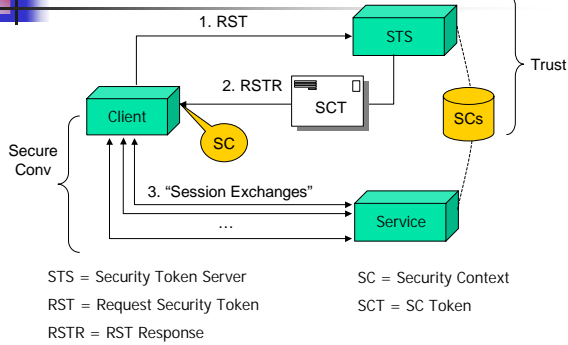 1. RST
STS
Trust
2. RSTR
SCT
SCs
Client
SC
Secure
Conv
3. “Session Exchanges”
...
Service
STS = Security Token Server
RST = Request Security Token
RSTR = RST Response
SC = Security Context
SCT = SC Token